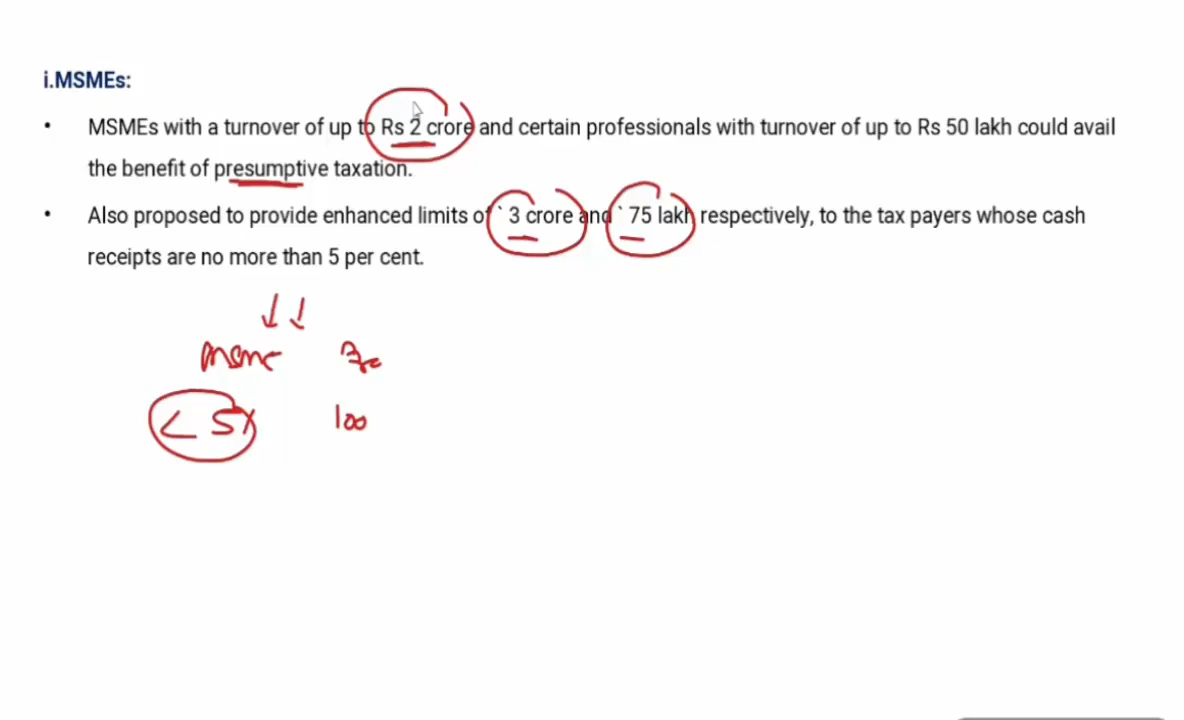 i.MSMEs:
• MSMEs with a turnover of up to Rs 2 crore and certain professionals with turnover of up to Rs 50 lakh could avail
the benefit of presumptive taxation.
• Also proposed to provide enhanced limits of ` 3 crore and ` 75 lakh respectively, to the tax payers whose cash
receipts are no more than 5 per cent.
MSME
< 5% 100